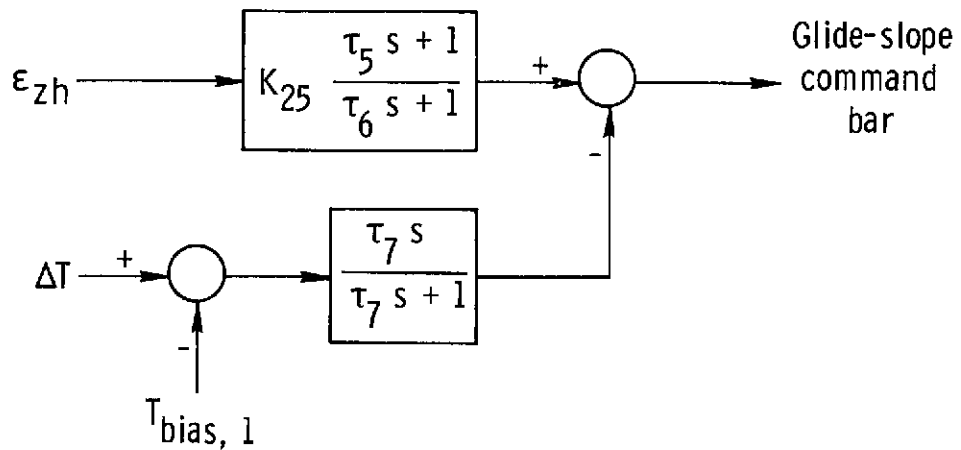 ε_zh
K_25 (τ_5 s + 1)/(τ_6 s + 1)
+
-
Glide-slope
command
bar
ΔT
+
-
τ_7 s/(τ_7 s + 1)
T_bias, 1